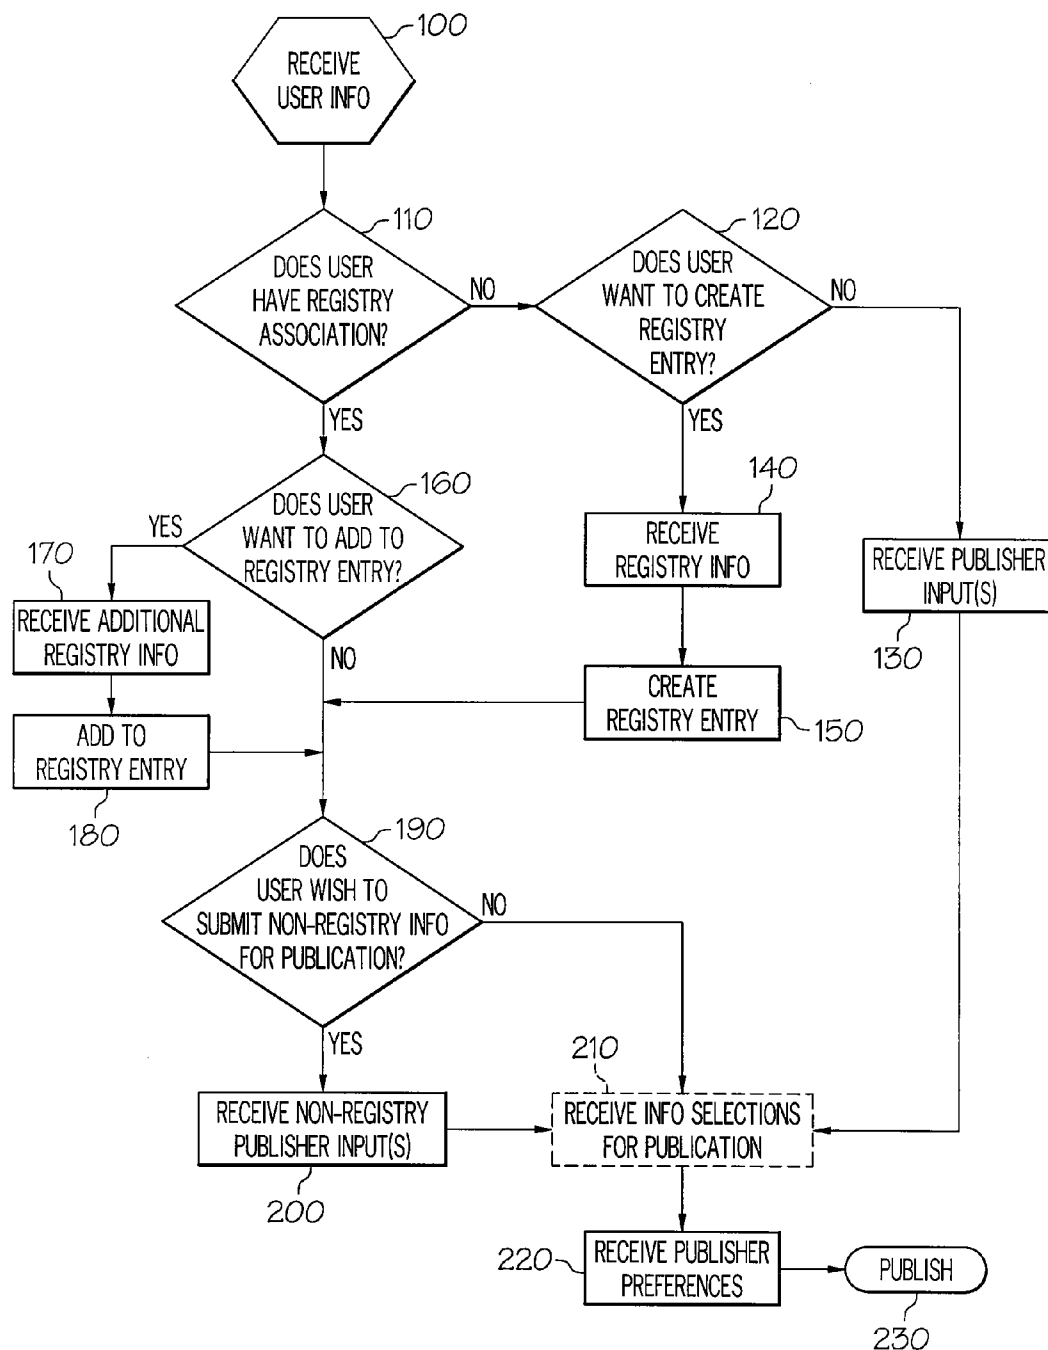 100
RECEIVE
USER INFO
110
DOES USER
HAVE REGISTRY
ASSOCIATION?
NO
YES
120
DOES USER
WANT TO CREATE
REGISTRY
ENTRY?
NO
YES
160
DOES USER
WANT TO ADD TO
REGISTRY ENTRY?
YES
NO
140
RECEIVE
REGISTRY INFO
RECEIVE PUBLISHER
INPUT(S)
130
170
RECEIVE ADDITIONAL
REGISTRY INFO
CREATE
REGISTRY ENTRY
150
ADD TO
REGISTRY ENTRY
180
190
DOES
USER WISH TO
SUBMIT NON-REGISTRY INFO
FOR PUBLICATION?
NO
YES
RECEIVE NON-REGISTRY
PUBLISHER INPUT(S)
200
210
RECEIVE INFO SELECTIONS
FOR PUBLICATION
220
RECEIVE PUBLISHER
PREFERENCES
PUBLISH
230